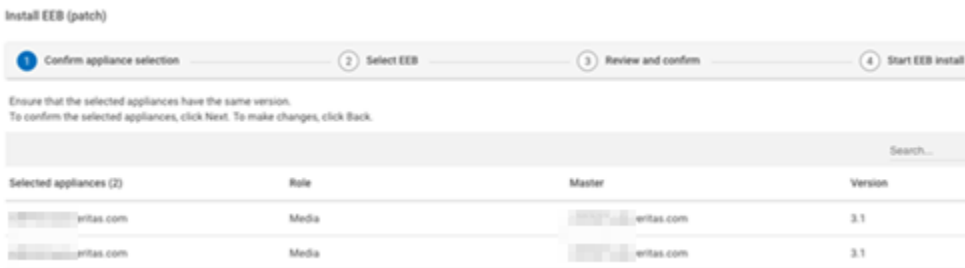 Install EEB (patch)
1 Confirm appliance selection 2 Select EEB 3 Review and confirm 4 Start EEB install
Ensure that the selected appliances have the same version.
To confirm the selected appliances, click Next. To make changes, click Back.
Search...
Selected appliances (2) Role Master Version
eritas.com Media eritas.com 3.1
eritas.com Media eritas.com 3.1